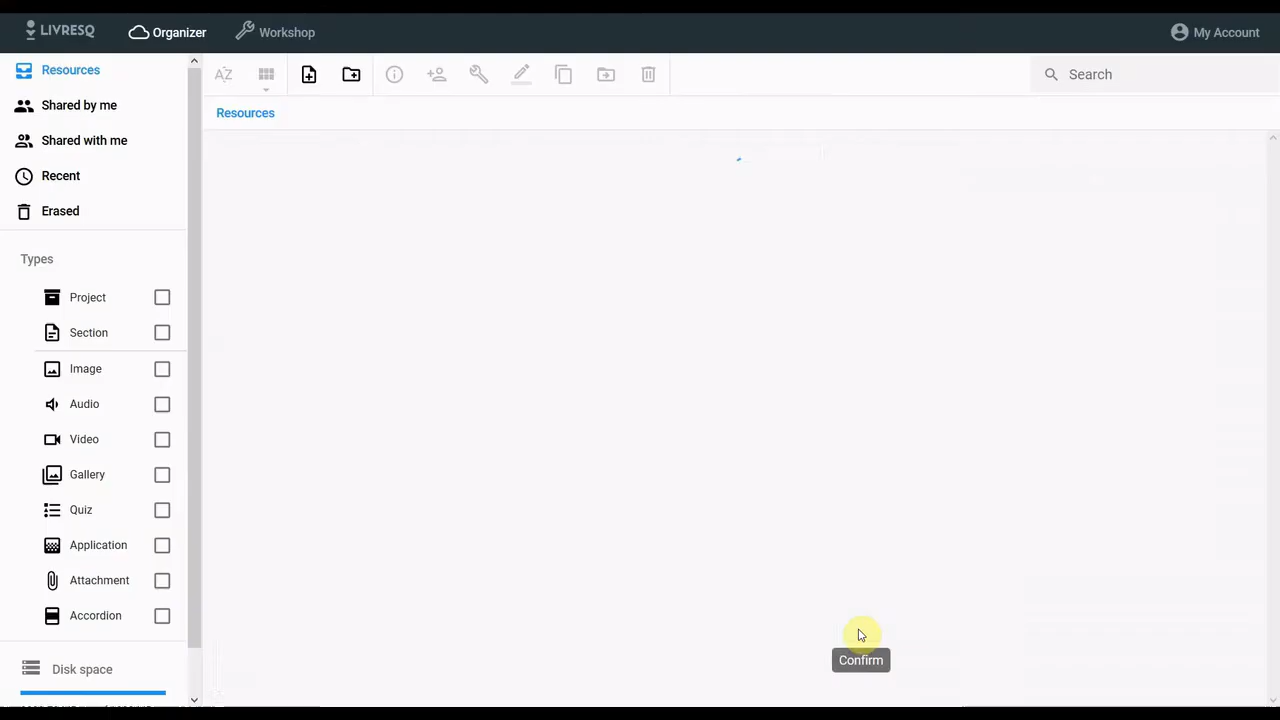 LIVRESQ
Organizer
Workshop
My Account
Resources
Shared by me
Shared with me
Recent
Erased
Types
Project
Section
Image
Audio
Video
Gallery
Quiz
Application
Attachment
Accordion
Disk space
AZ
Search
Resources
Confirm